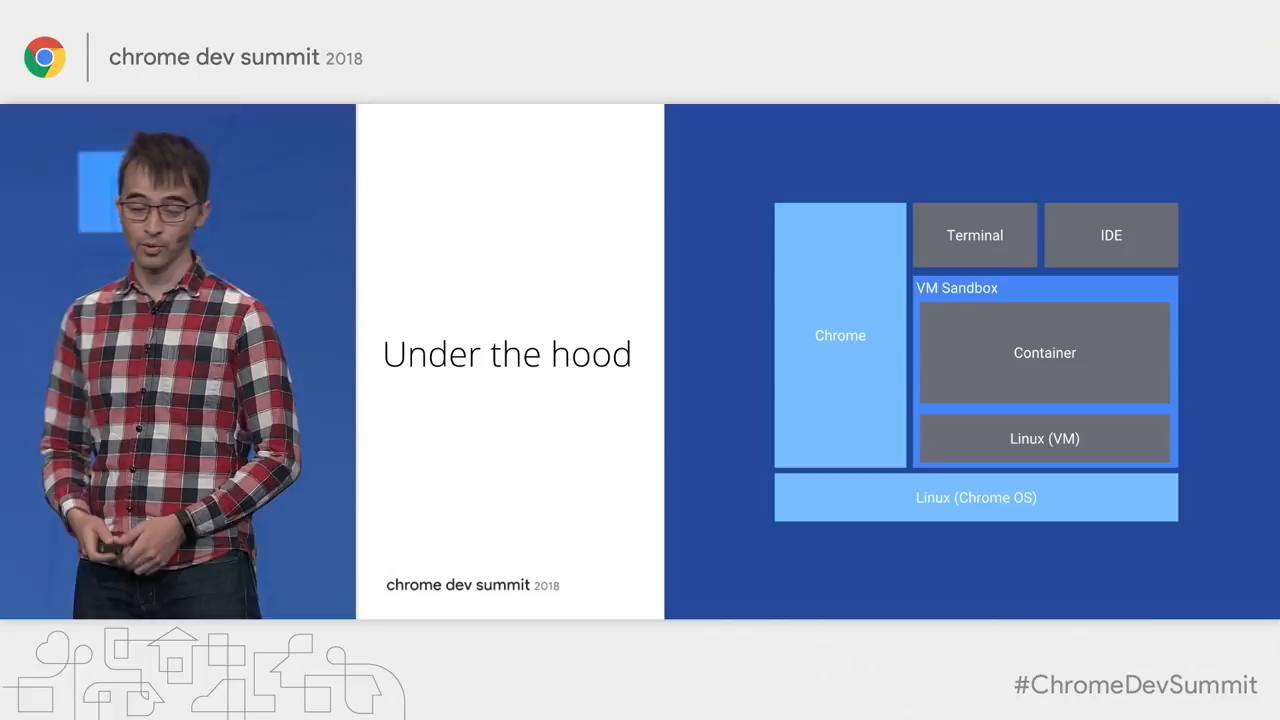 chrome dev summit 2018
Under the hood
chrome dev summit 2018
Chrome
Terminal
IDE
VM Sandbox
Container
Linux (VM)
Linux (Chrome OS)
#ChromeDevSummit